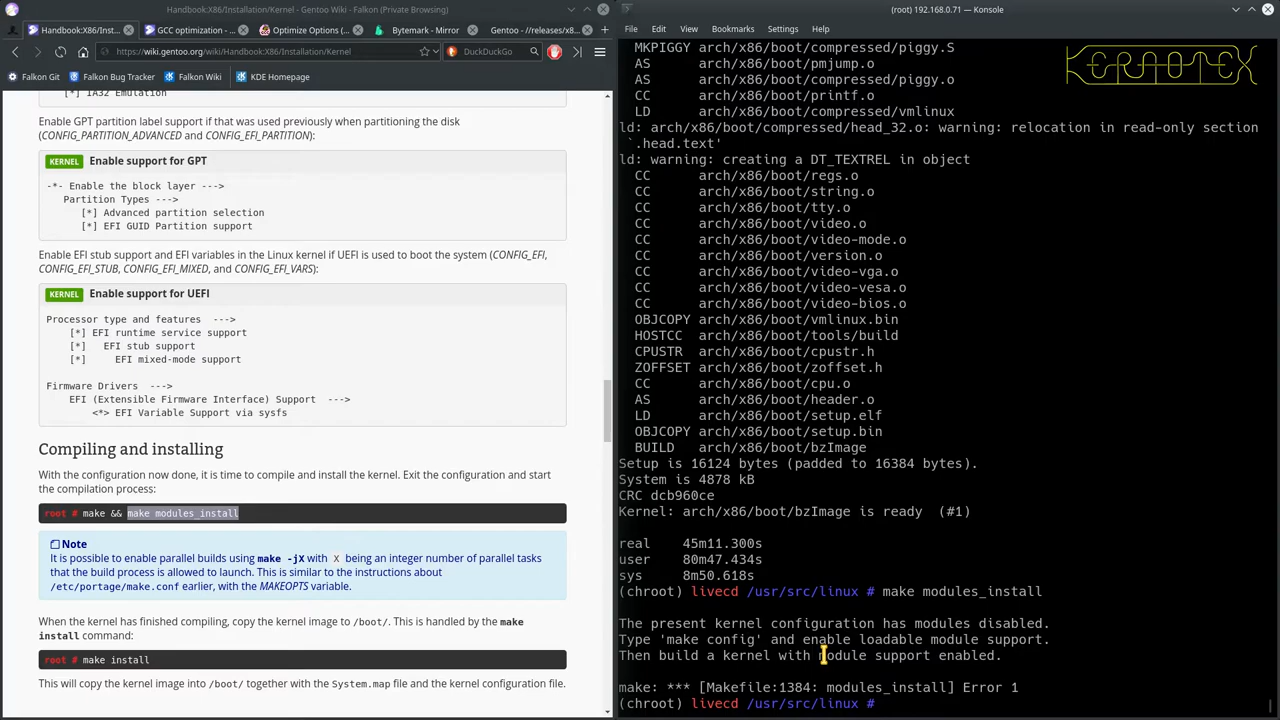 Handbook:X86/Installation/Kernel - Gentoo Wiki - Falkon (Private Browsing)
Handbook:X86/Inst...
GCC optimization - ...
Optimize Options (...
Bytemark - Mirror
Gentoo - //releases/x8...
https://wiki.gentoo.org/wiki/Handbook:X86/Installation/Kernel
DuckDuckGo
Falkon Git
Falkon Bug Tracker
Falkon Wiki
KDE Homepage
[*] IA32 Emulation
Enable GPT partition label support if that was used previously when partitioning the disk
(CONFIG_PARTITION_ADVANCED and CONFIG_EFI_PARTITION):
KERNEL Enable support for GPT
-*- Enable the block layer --->
Partition Types --->
[*] Advanced partition selection
[*] EFI GUID Partition support
Enable EFI stub support and EFI variables in the Linux kernel if UEFI is used to boot the system (CONFIG_EFI,
CONFIG_EFI_STUB, CONFIG_EFI_MIXED, and CONFIG_EFI_VARS):
KERNEL Enable support for UEFI
Processor type and features --->
[*] EFI runtime service support
[*] EFI stub support
[*] EFI mixed-mode support
Firmware Drivers --->
EFI (Extensible Firmware Interface) Support --->
<*> EFI Variable Support via sysfs
Compiling and installing
With the configuration now done, it is time to compile and install the kernel. Exit the configuration and start
the compilation process:
root # make && make modules_install
Note
It is possible to enable parallel builds using make -jX with X being an integer number of parallel tasks
that the build process is allowed to launch. This is similar to the instructions about
/etc/portage/make.conf earlier, with the MAKEOPTS variable.
When the kernel has finished compiling, copy the kernel image to /boot/. This is handled by the make
install command:
root # make install
This will copy the kernel image into /boot/ together with the System.map file and the kernel configuration file.
(root) 192.168.0.71 — Konsole
File Edit View Bookmarks Settings Help
KERAOTEX
MKPIGGY arch/x86/boot/compressed/piggy.S
AS arch/x86/boot/pmjump.o
AS arch/x86/boot/compressed/piggy.o
CC arch/x86/boot/printf.o
LD arch/x86/boot/compressed/vmlinux
ld: arch/x86/boot/compressed/head_32.o: warning: relocation in read-only section
`.head.text'
ld: warning: creating a DT_TEXTREL in object
CC arch/x86/boot/regs.o
CC arch/x86/boot/string.o
CC arch/x86/boot/tty.o
CC arch/x86/boot/video.o
CC arch/x86/boot/video-mode.o
CC arch/x86/boot/version.o
CC arch/x86/boot/video-vga.o
CC arch/x86/boot/video-vesa.o
CC arch/x86/boot/video-bios.o
OBJCOPY arch/x86/boot/vmlinux.bin
HOSTCC arch/x86/boot/tools/build
CPUSTR arch/x86/boot/cpustr.h
ZOFFSET arch/x86/boot/zoffset.h
CC arch/x86/boot/cpu.o
AS arch/x86/boot/header.o
LD arch/x86/boot/setup.elf
OBJCOPY arch/x86/boot/setup.bin
BUILD arch/x86/boot/bzImage
Setup is 16124 bytes (padded to 16384 bytes).
System is 4878 kB
CRC dcb960ce
Kernel: arch/x86/boot/bzImage is ready (#1)
real 45m11.300s
user 80m47.434s
sys 8m50.618s
(chroot) livecd /usr/src/linux # make modules_install
The present kernel configuration has modules disabled.
Type 'make config' and enable loadable module support.
Then build a kernel with module support enabled.
make: *** [Makefile:1384: modules_install] Error 1
(chroot) livecd /usr/src/linux #